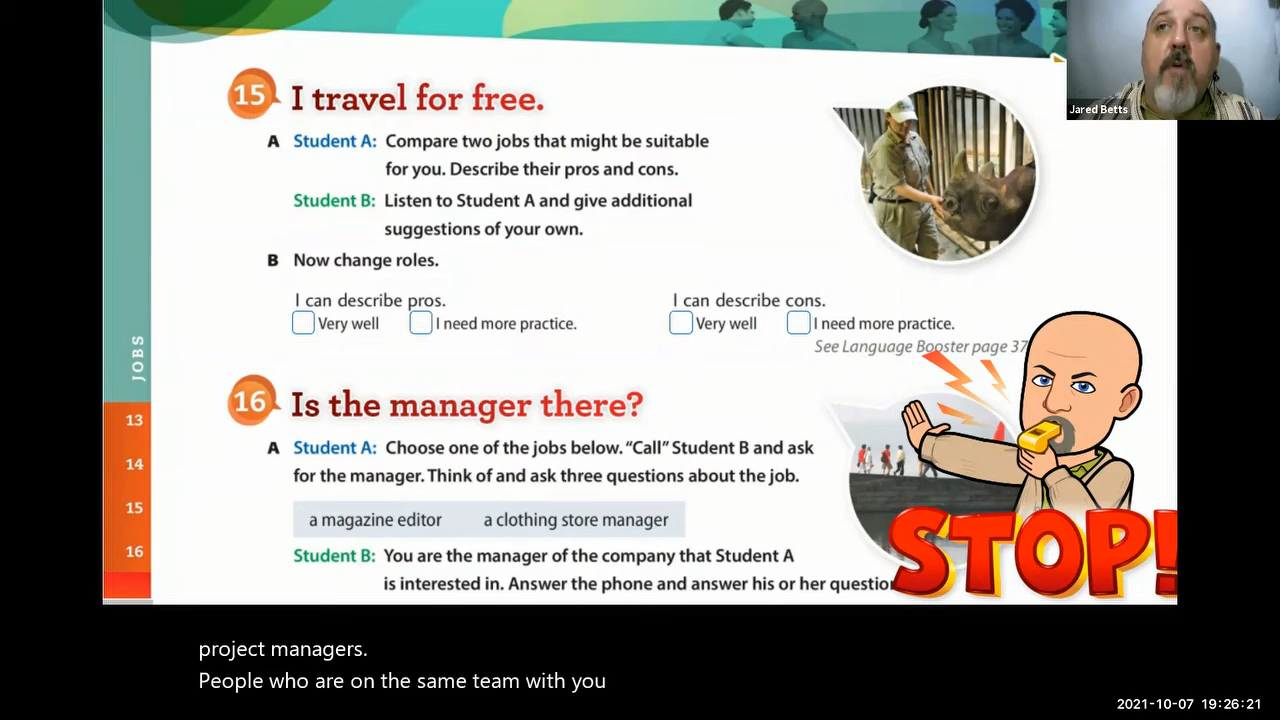 Jared Betts
15 I travel for free.
A Student A: Compare two jobs that might be suitable
for you. Describe their pros and cons.
Student B: Listen to Student A and give additional
suggestions of your own.
B Now change roles.
I can describe pros.
Very well I need more practice.
I can describe cons.
Very well I need more practice.
See Language Booster page 37
JOBS
13
14
15
16
16 Is the manager there?
A Student A: Choose one of the jobs below. “Call” Student B and ask
for the manager. Think of and ask three questions about the job.
a magazine editor a clothing store manager
Student B: You are the manager of the company that Student A
is interested in. Answer the phone and answer his or her question
STOP!
project managers.
People who are on the same team with you
2021-10-07 19:26:21